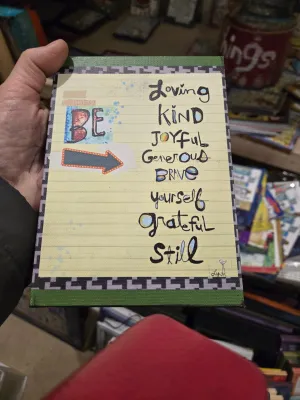 BE
Loving
KIND
JOYFuL
Generous
BRAVE
yourself
grateful
Still